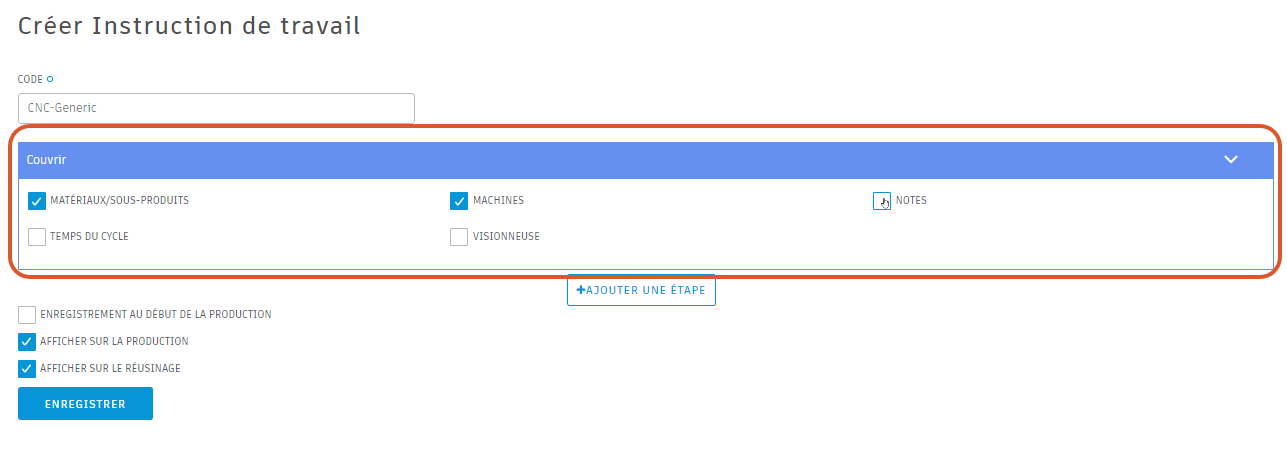 Créer Instruction de travail
CODE
CNC-Generic
Couvrir
MATÉRIAUX/SOUS-PRODUITS MACHINES NOTES
TEMPS DU CYCLE VISIONNEUSE
+AJOUTER UNE ÉTAPE
ENREGISTREMENT AU DÉBUT DE LA PRODUCTION
AFFICHER SUR LA PRODUCTION
AFFICHER SUR LE RÉUSINAGE
ENREGISTRER